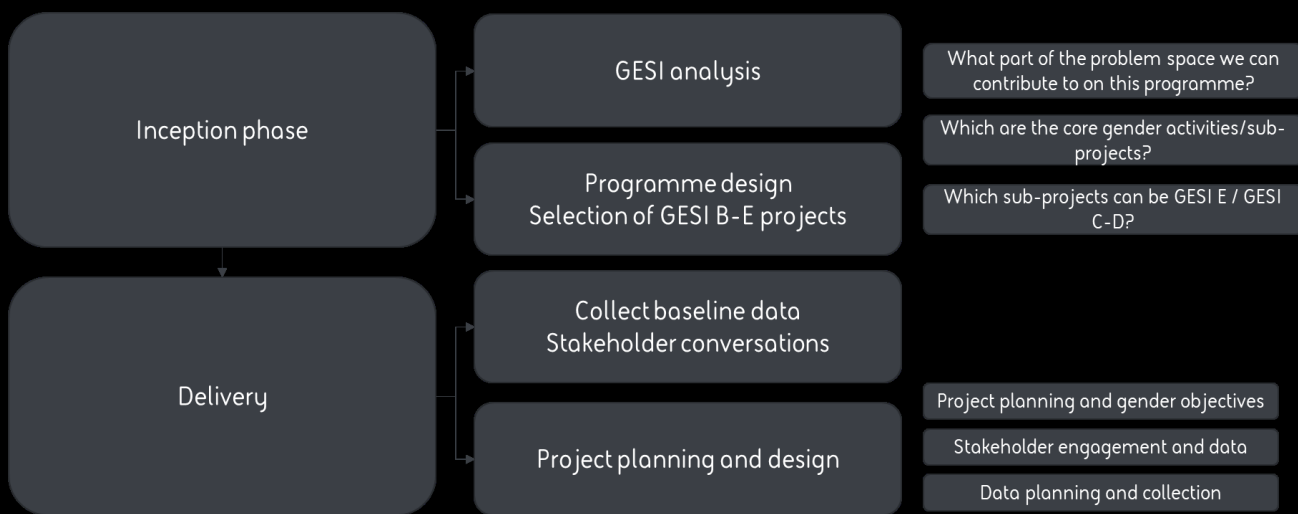 Inception phase
GESI analysis
Programme design
Selection of GESI B-E projects
What part of the problem space we can
contribute to on this programme?
Which are the core gender activities/sub-
projects?
Which sub-projects can be GESI E / GESI
C-D?
Delivery
Collect baseline data
Stakeholder conversations
Project planning and design
Project planning and gender objectives
Stakeholder engagement and data
Data planning and collection